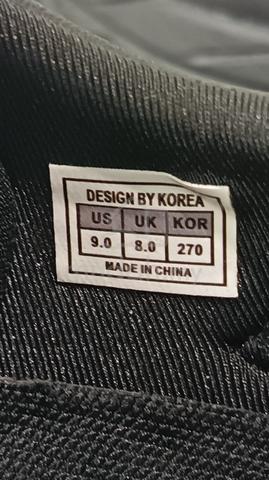 DESIGN BY KOREA
US UK KOR
9.0 8.0 270
MADE IN CHINA